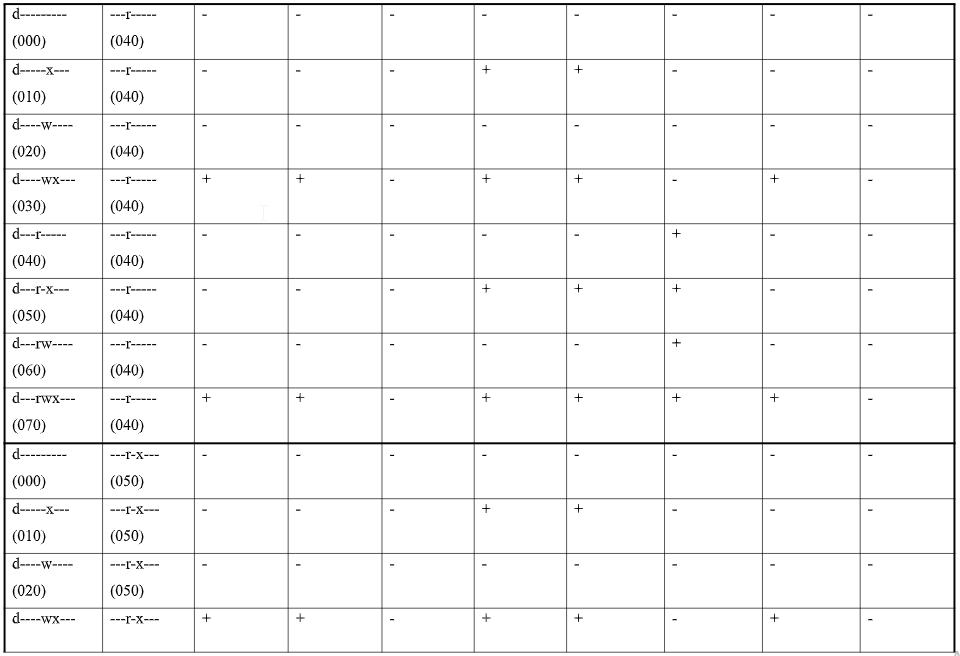 d--------- ---r----- - - - - - - - -
(000) (040)
d-----x--- ---r----- - - - + + - - -
(010) (040)
d----w---- ---r----- - - - - - - - -
(020) (040)
d----wx--- ---r----- + + - + + - + -
(030) (040)
d---r----- ---r----- - - - - - + - -
(040) (040)
d---r-x--- ---r----- - - - + + + - -
(050) (040)
d---rw---- ---r----- - - - - - + - -
(060) (040)
d---rwx--- ---r----- + + - + + + + -
(070) (040)
d--------- ---r-x--- - - - - - - - -
(000) (050)
d-----x--- ---r-x--- - - - + + - - -
(010) (050)
d----w---- ---r-x--- - - - - - - - -
(020) (050)
d----wx--- ---r-x--- + + - + + - + -